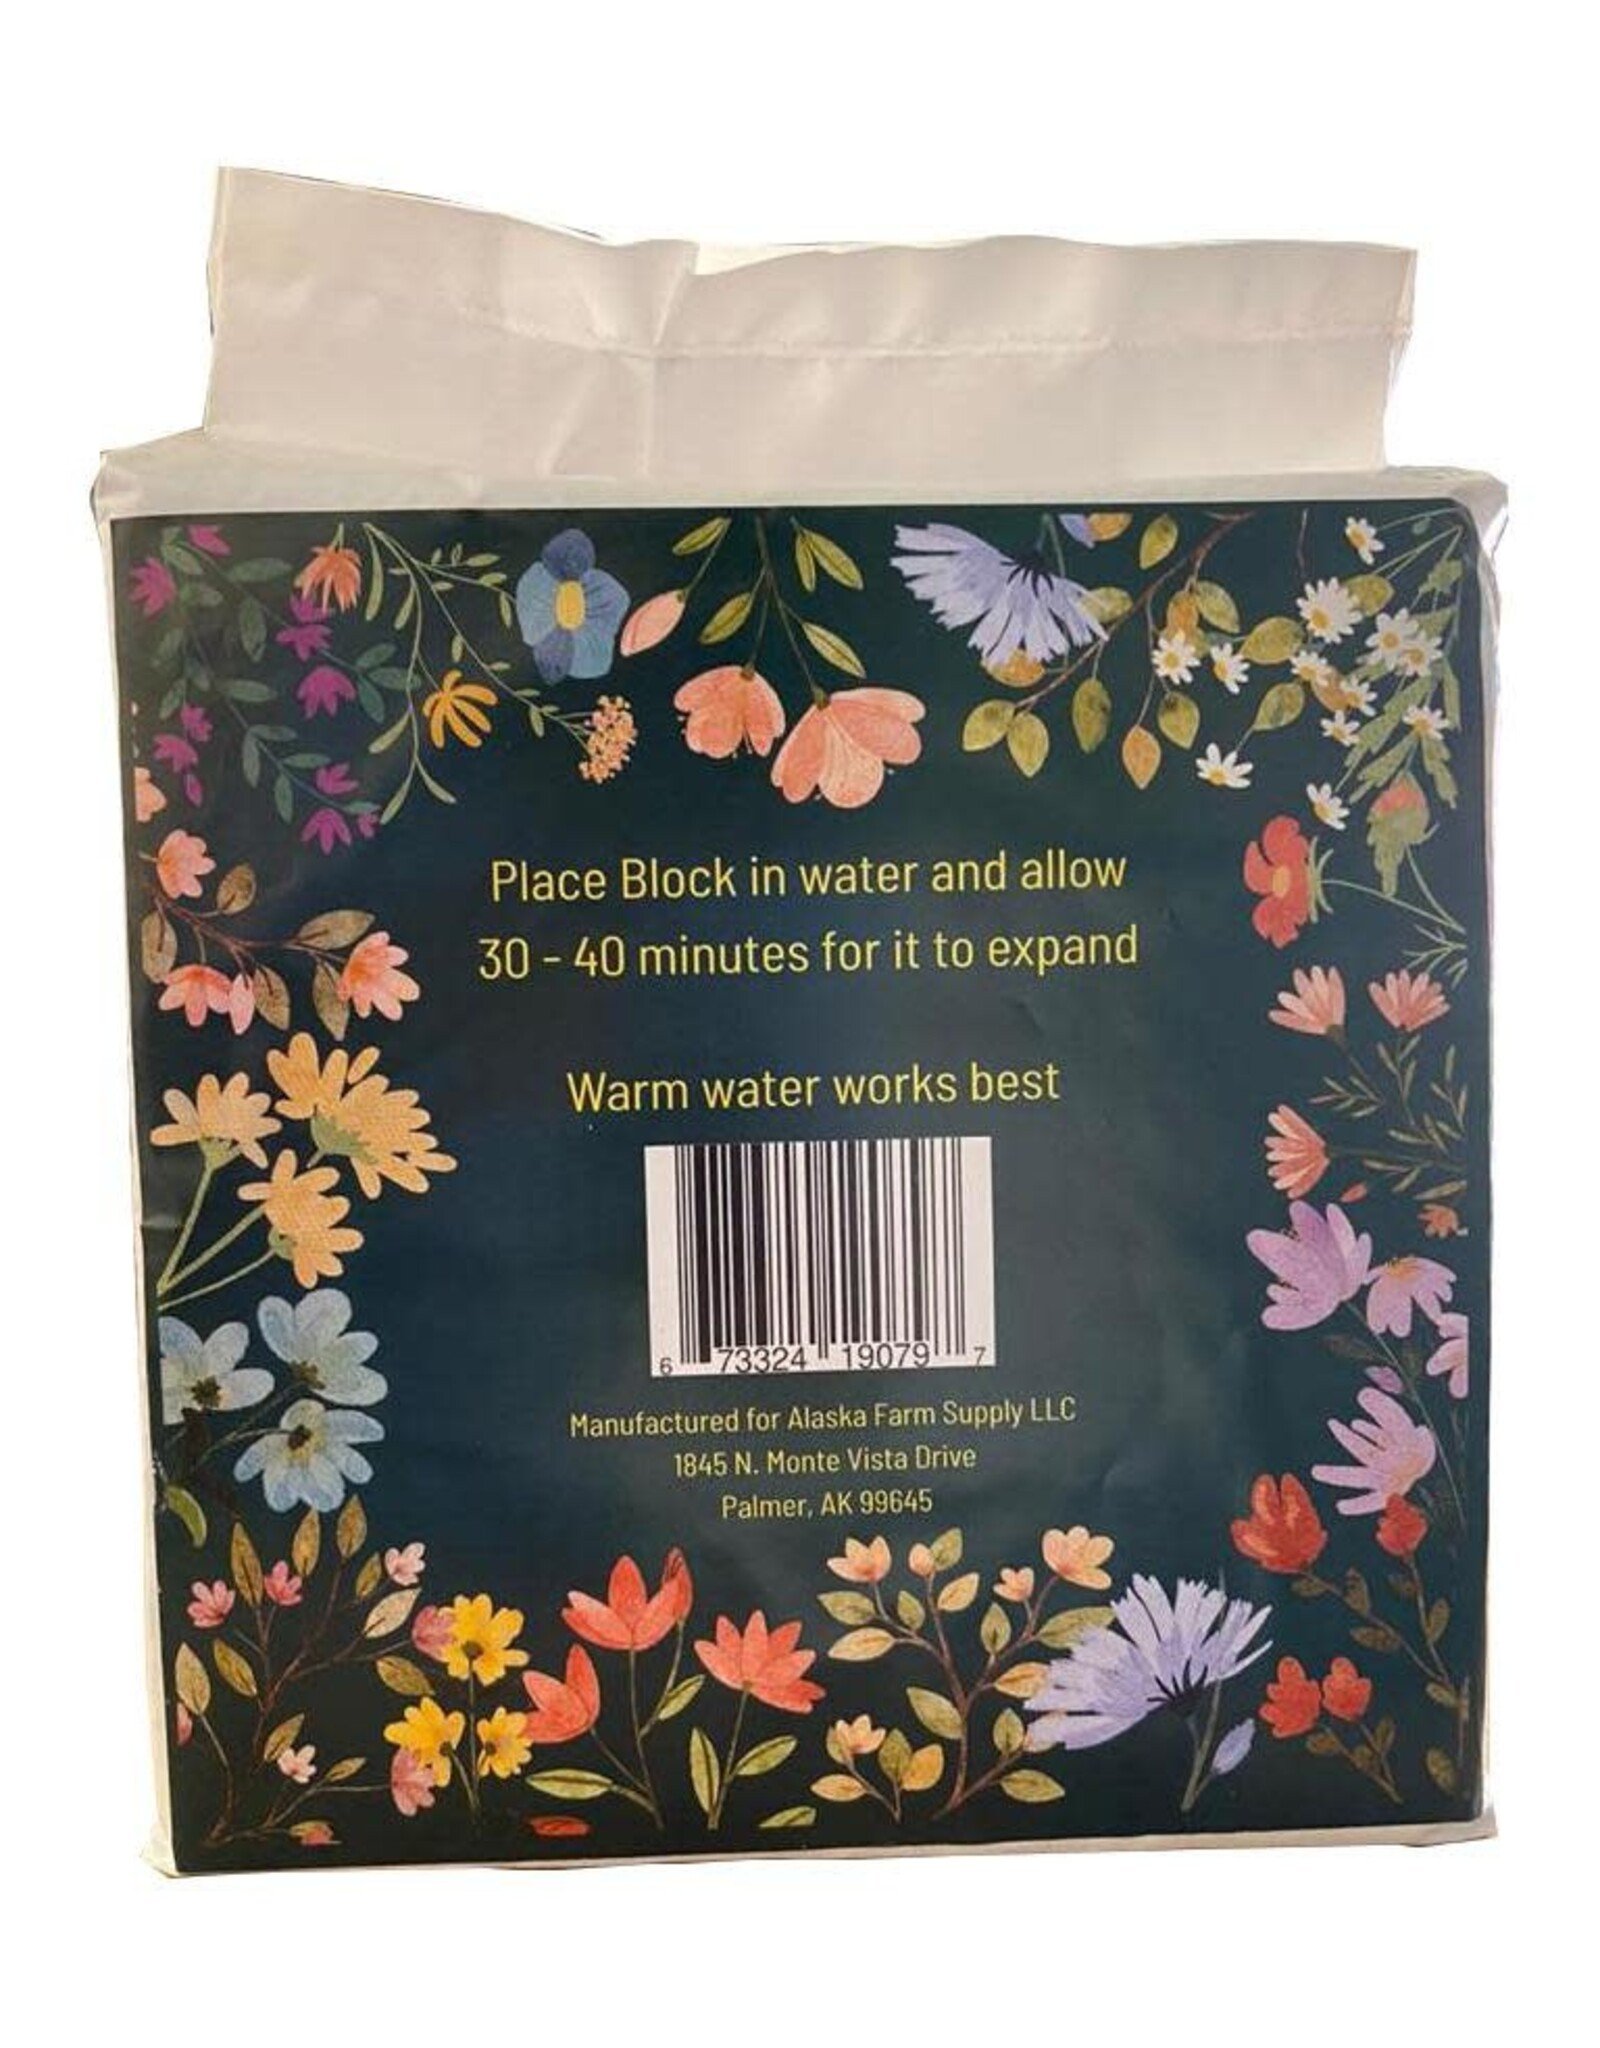 Place Block in water and allow
30 - 40 minutes for it to expand
Warm water works best
6 73324 19079 7
Manufactured for Alaska Farm Supply LLC
1845 N. Monte Vista Drive
Palmer, AK 99645